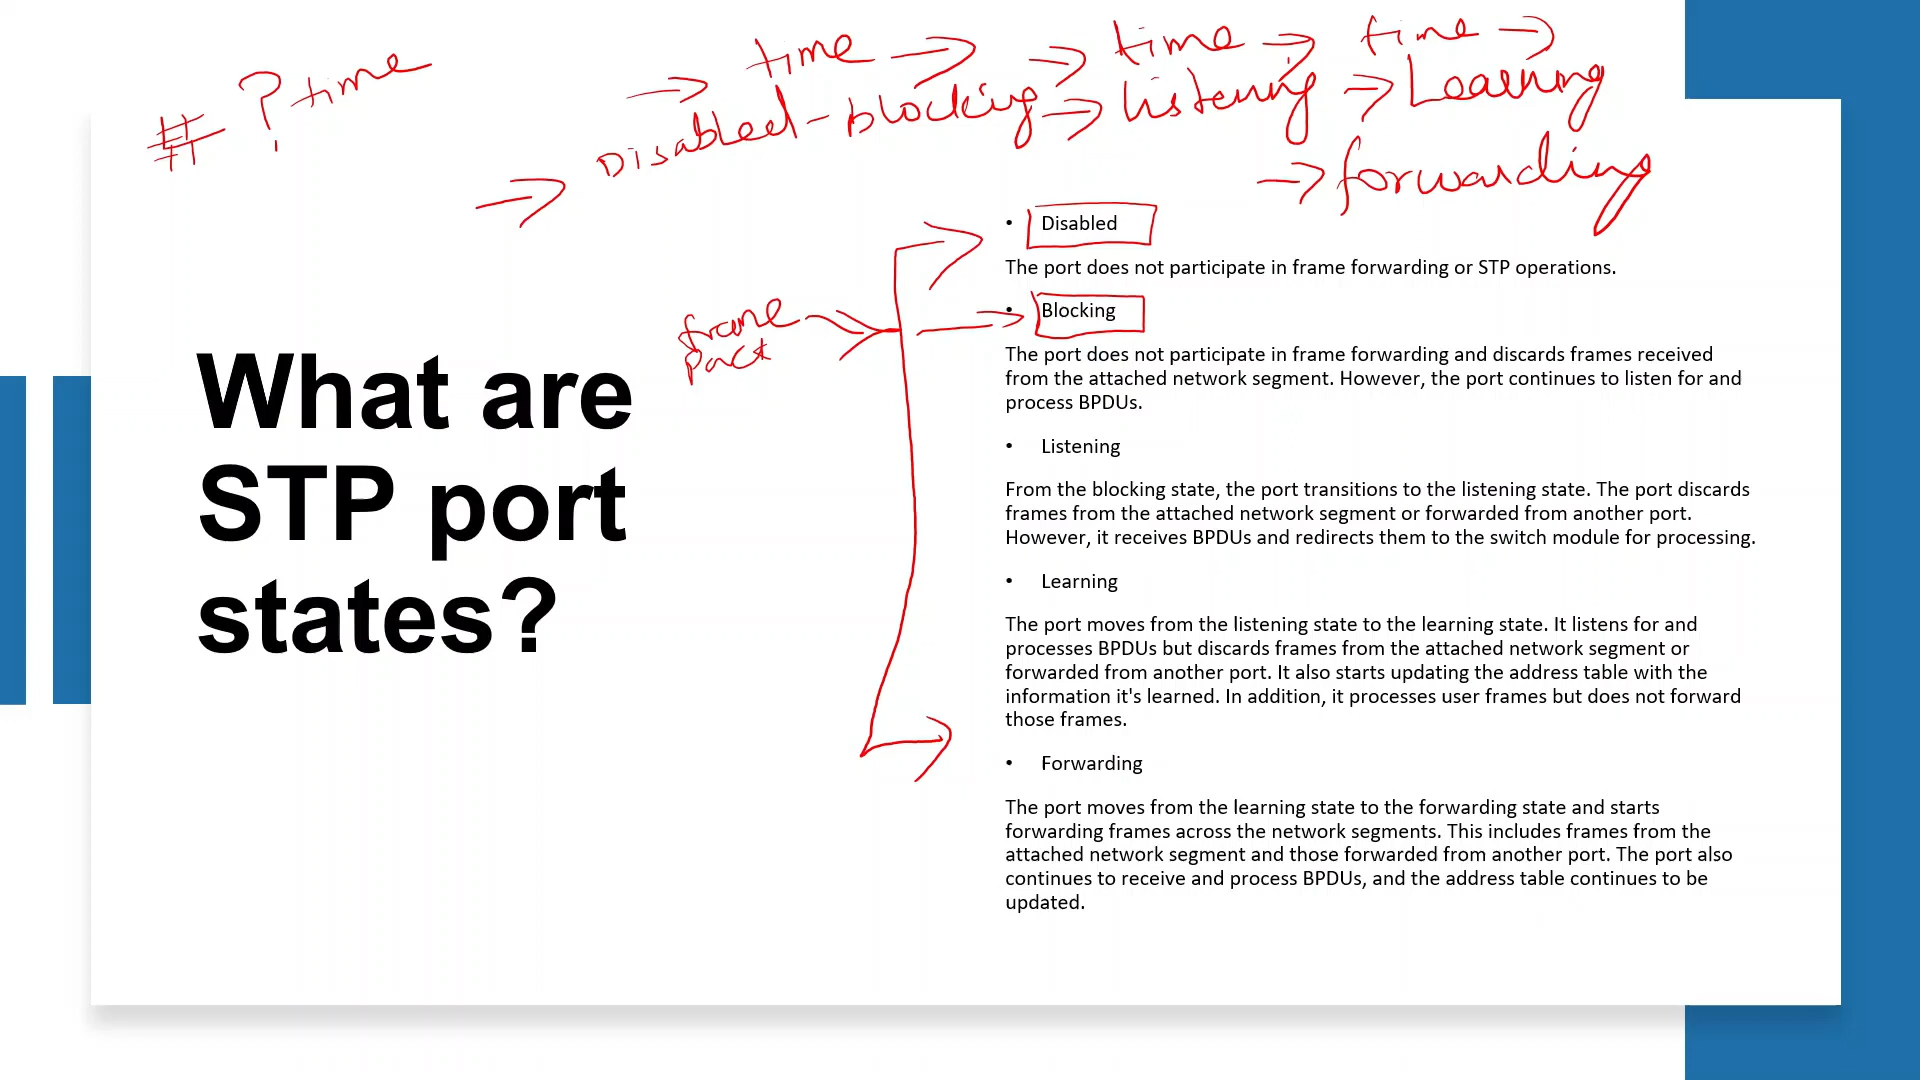 # ? time
time → → time → time →
→ Disabled - blocking → listening → Learning
→ → forwarding
What are
STP port
states?
frame
pack
• Disabled
The port does not participate in frame forwarding or STP operations.
• Blocking
The port does not participate in frame forwarding and discards frames received
from the attached network segment. However, the port continues to listen for and
process BPDUs.
• Listening
From the blocking state, the port transitions to the listening state. The port discards
frames from the attached network segment or forwarded from another port.
However, it receives BPDUs and redirects them to the switch module for processing.
• Learning
The port moves from the listening state to the learning state. It listens for and
processes BPDUs but discards frames from the attached network segment or
forwarded from another port. It also starts updating the address table with the
information it's learned. In addition, it processes user frames but does not forward
those frames.
• Forwarding
The port moves from the learning state to the forwarding state and starts
forwarding frames across the network segments. This includes frames from the
attached network segment and those forwarded from another port. The port also
continues to receive and process BPDUs, and the address table continues to be
updated.